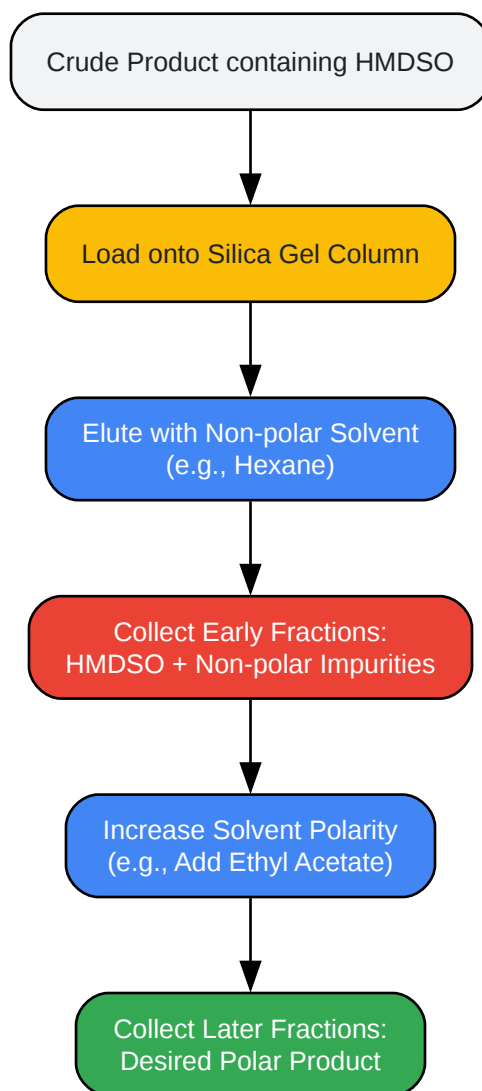 Crude Product containing HMDSO
Load onto Silica Gel Column
Elute with Non-polar Solvent
(e.g., Hexane)
Collect Early Fractions:
HMDSO + Non-polar Impurities
Increase Solvent Polarity
(e.g., Add Ethyl Acetate)
Collect Later Fractions:
Desired Polar Product